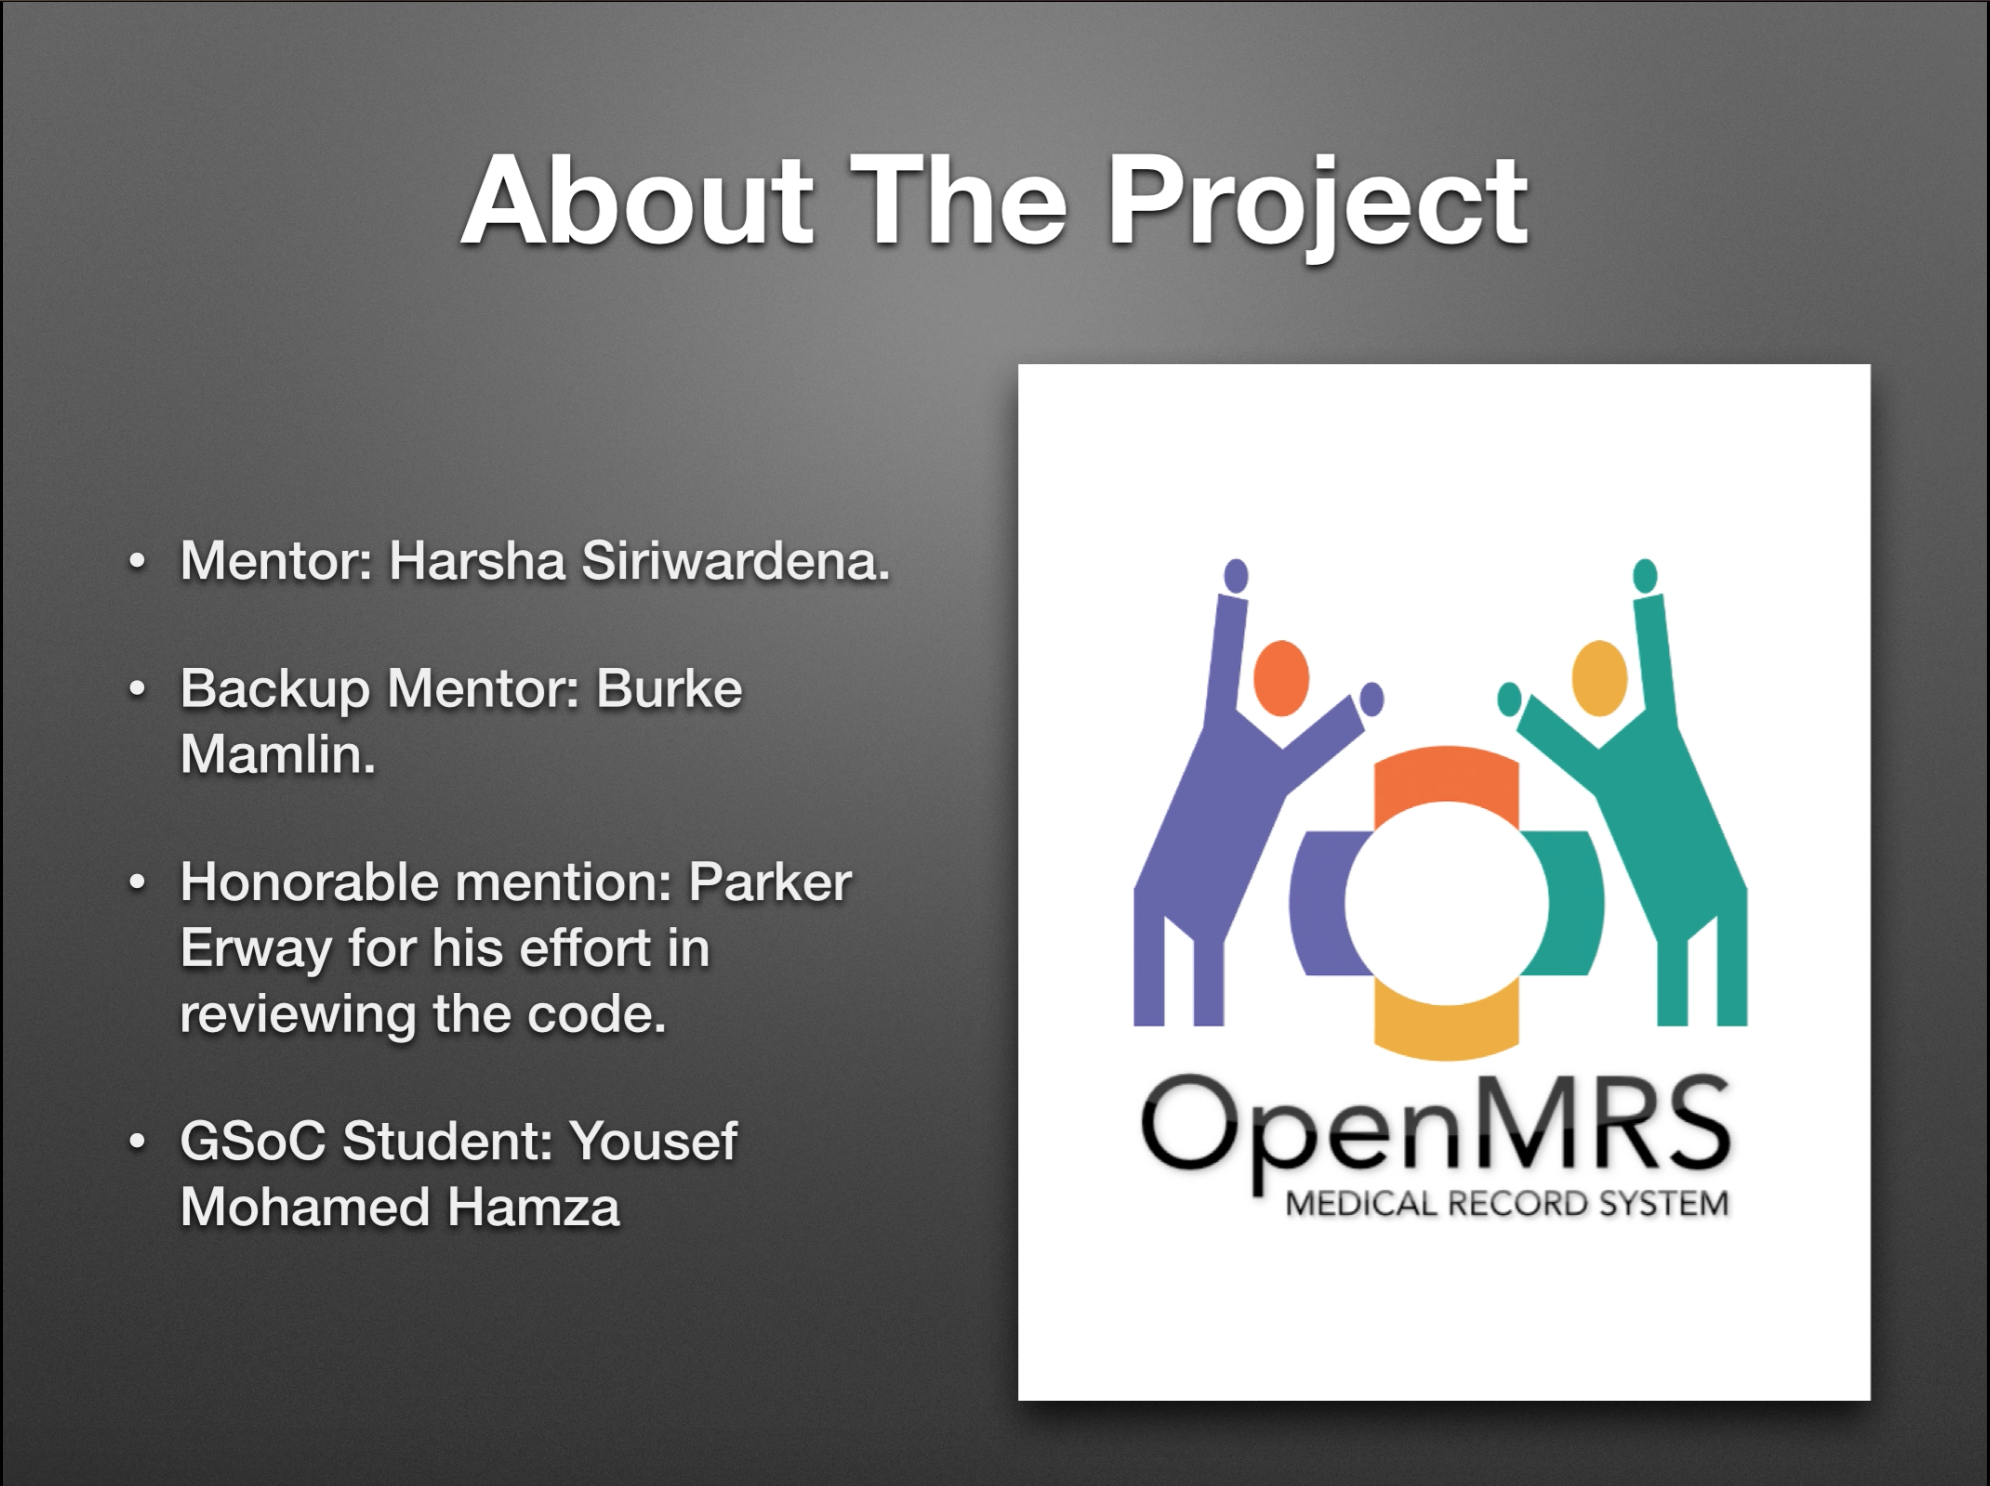 About The Project
• Mentor: Harsha Siriwardena.
• Backup Mentor: Burke
Mamlin.
• Honorable mention: Parker
Erway for his effort in
reviewing the code.
• GSoC Student: Yousef
Mohamed Hamza
OpenMRS
MEDICAL RECORD SYSTEM